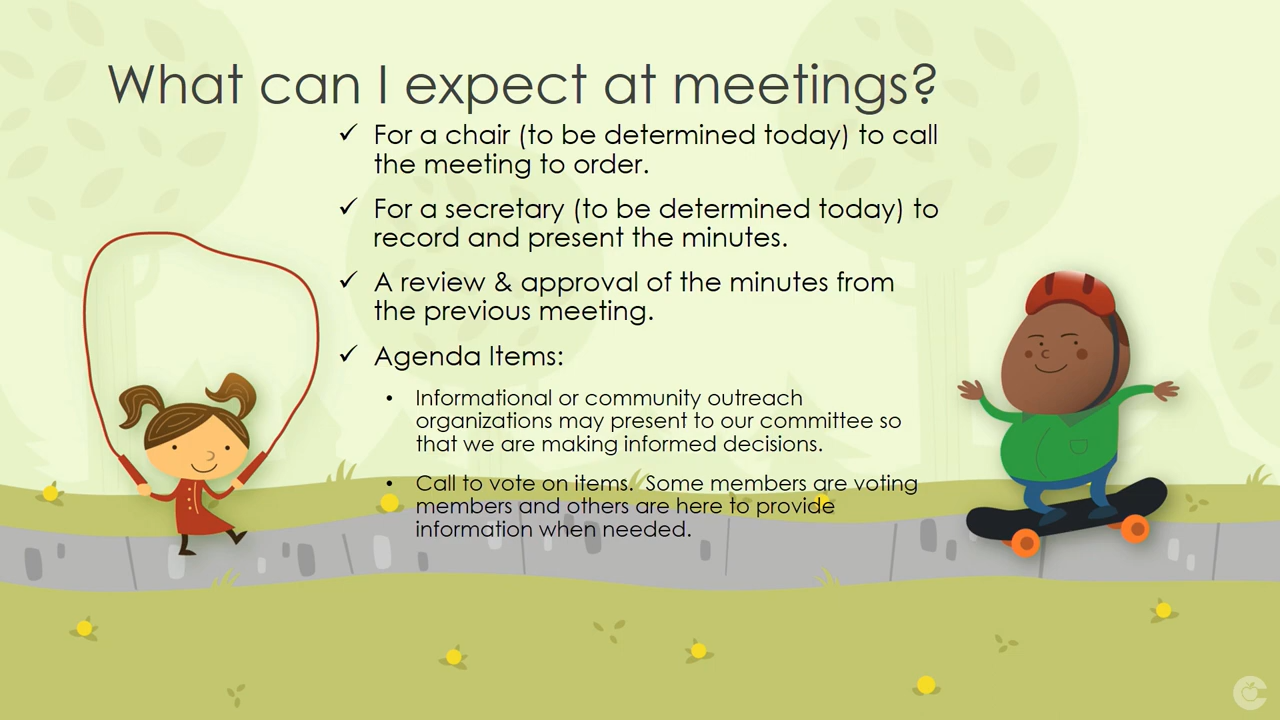 What can I expect at meetings?
✓ For a chair (to be determined today) to call
the meeting to order.
✓ For a secretary (to be determined today) to
record and present the minutes.
✓ A review & approval of the minutes from
the previous meeting.
✓ Agenda Items:
• Informational or community outreach
organizations may present to our committee so
that we are making informed decisions.
• Call to vote on items.  Some members are voting
members and others are here to provide
information when needed.